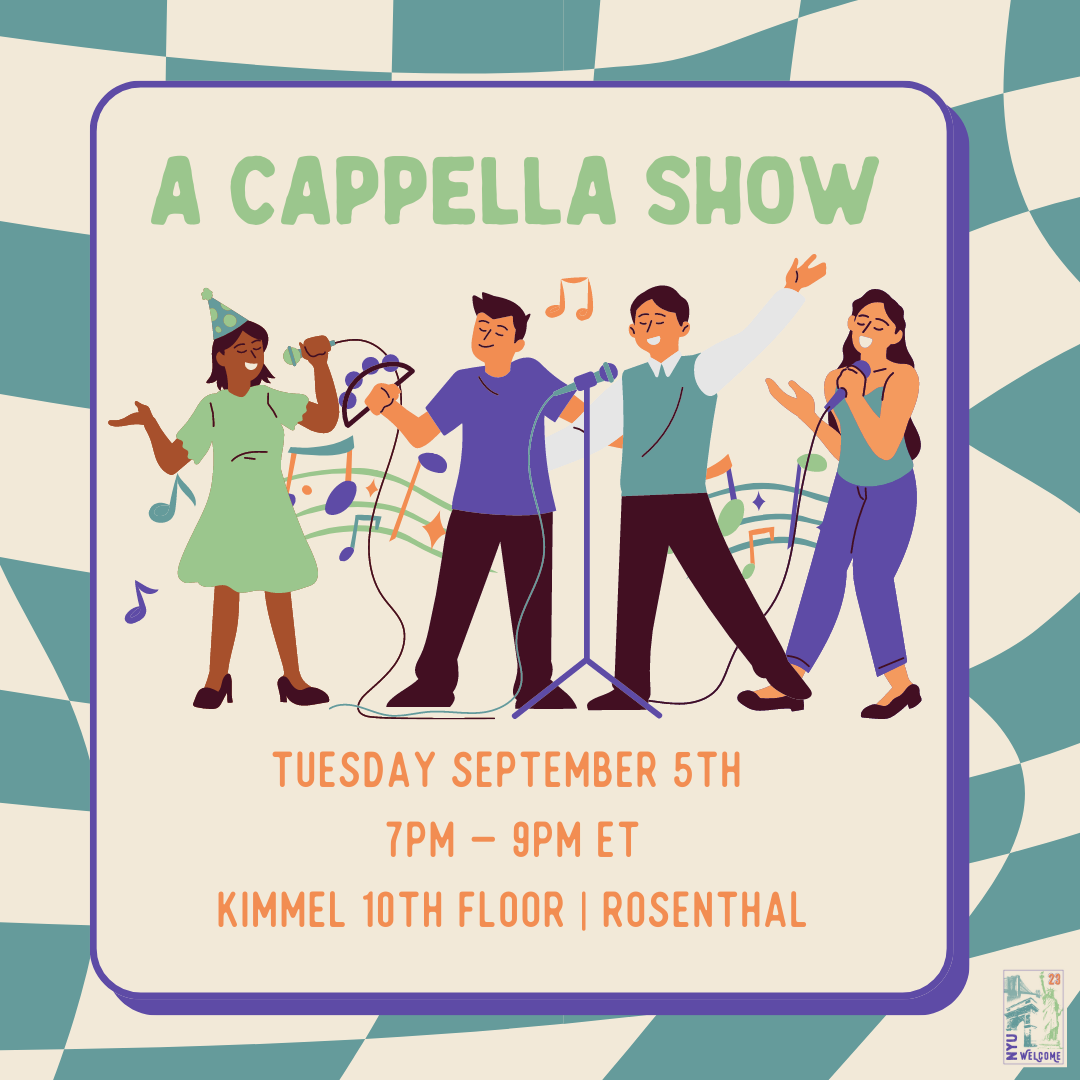 A CAPPELLA SHOW
TUESDAY SEPTEMBER 5TH
7PM – 9PM ET
KIMMEL 10TH FLOOR | ROSENTHAL
23
NYU
WELCOME